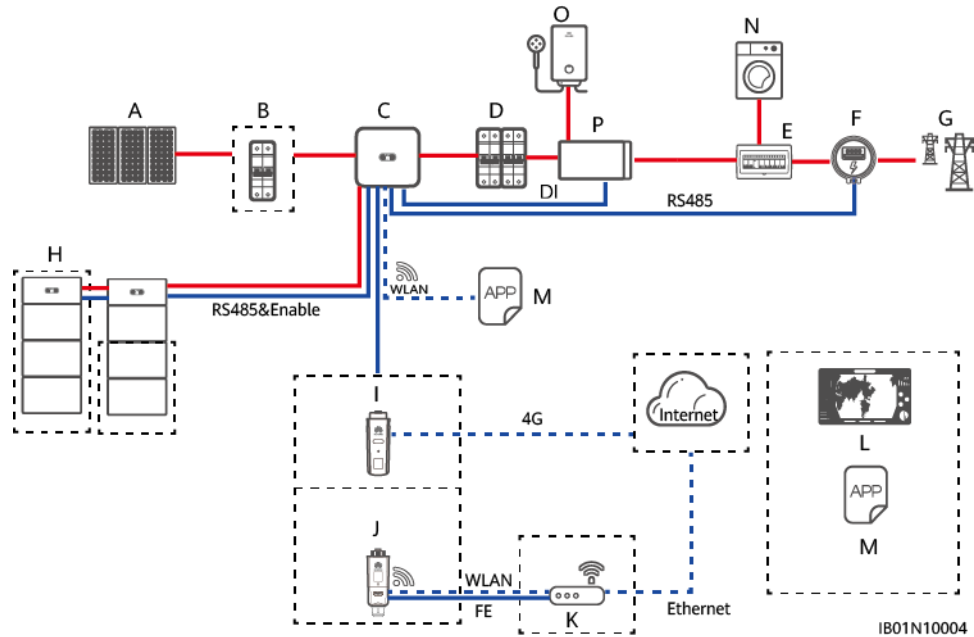 O
N
A
B
C
D
P
E
F
G
DI
RS485
H
WLAN
APP
M
RS485&Enable
I
Internet
4G
L
APP
M
J
WLAN
FE
K
Ethernet
IB01N10004